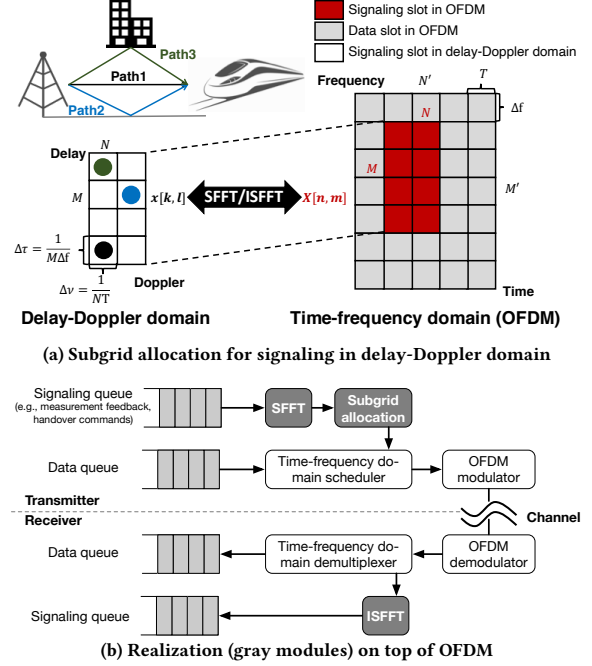 Signaling slot in OFDM
Data slot in OFDM
Signaling slot in delay-Doppler domain
Path3
Path1
Path2
Frequency
N′
T
Δf
N
M
M′
Time
Delay
N
M
x[k, l]
SFFT/ISFFT
X[n, m]
Δτ = 1/MΔf
Doppler
Δν = 1/NT
Delay-Doppler domain
Time-frequency domain (OFDM)
(a) Subgrid allocation for signaling in delay-Doppler domain
Signaling queue
(e.g., measurement feedback,
handover commands)
SFFT
Subgrid
allocation
Data queue
Time-frequency do-
main scheduler
OFDM
modulator
Transmitter
Receiver
Channel
Data queue
Time-frequency do-
main demultiplexer
OFDM
demodulator
Signaling queue
ISFFT
(b) Realization (gray modules) on top of OFDM